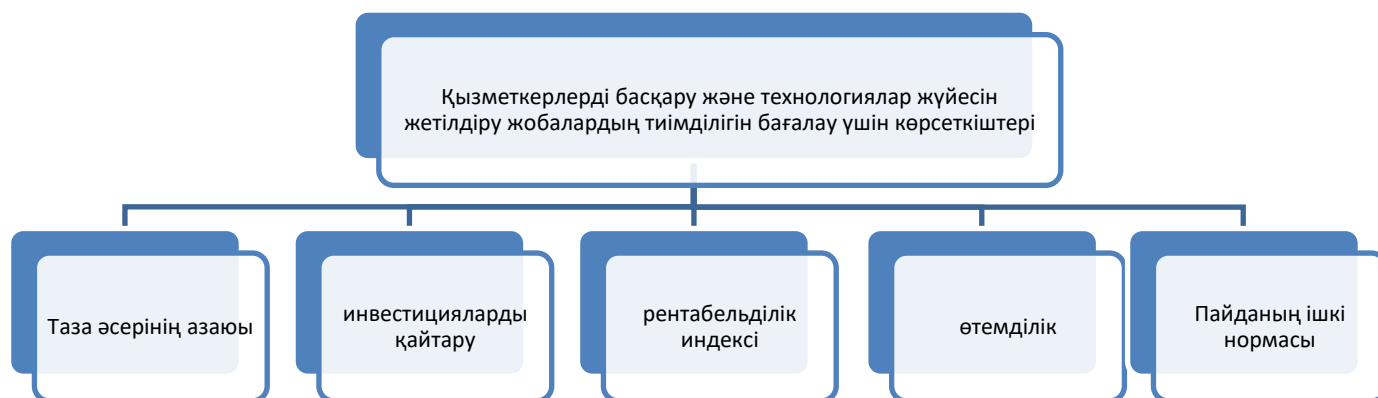 Қызметкерлерді басқару және технологиялар жүйесін
жетілдіру жобалардың тиімділігін бағалау үшін көрсеткіштері
Таза әсерінің азаюы
инвестицияларды
қайтару
рентабельділік
индексі
өтемділік
Пайданың ішкі
нормасы